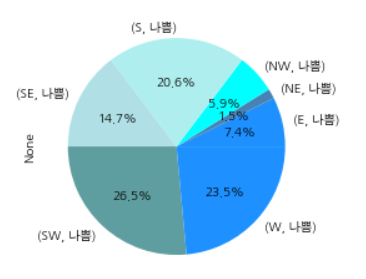 (S, 나쁨)
(NW, 나쁨)
(NE, 나쁨)
(SE, 나쁨)
(E, 나쁨)
20.6%
5.9%
1.5%
14.7%
7.4%
None
26.5%
23.5%
(W, 나쁨)
(SW, 나쁨)